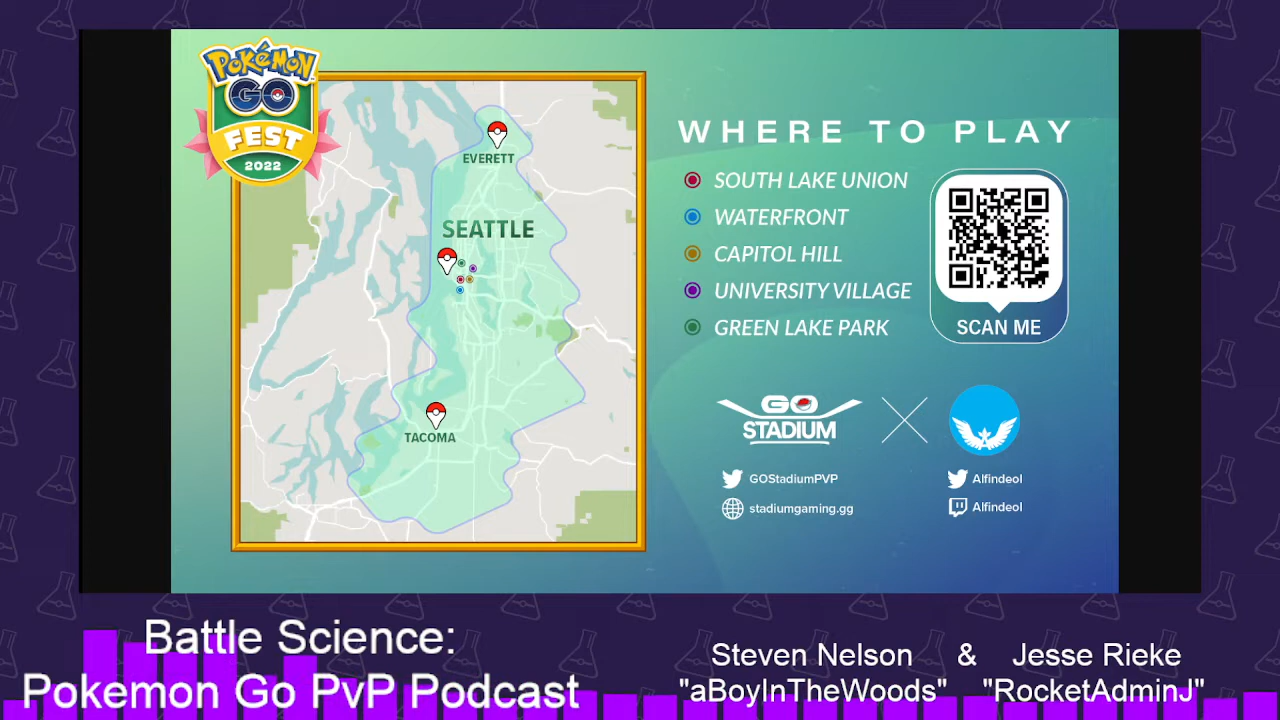 POKéMON
GO
FEST
2022
EVERETT
SEATTLE
TACOMA
WHERE TO PLAY
SOUTH LAKE UNION
WATERFRONT
CAPITOL HILL
UNIVERSITY VILLAGE
GREEN LAKE PARK
SCAN ME
GO
STADIUM
GOStadiumPVP
stadiumgaming.gg
Alfindeol
Alfindeol
Battle Science:
Pokemon Go PvP Podcast
Steven Nelson & Jesse Rieke
"aBoyInTheWoods" "RocketAdminJ"